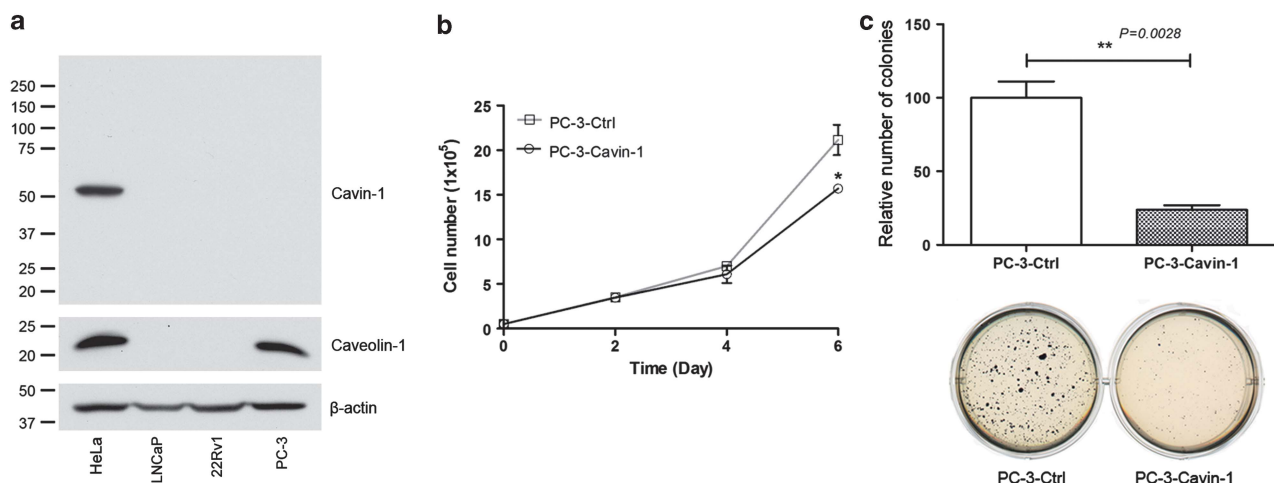 a
250
150
100
75
50
37
25
20
Cavin-1
25
20
Caveolin-1
50
37
β-actin
HeLa
LNCaP
22Rv1
PC-3
b
25
20
15
10
5
0
Cell number (1x10⁵)
PC-3-Ctrl
PC-3-Cavin-1
*
0 2 4 6
Time (Day)
c
150
100
50
0
Relative number of colonies
** P=0.0028
PC-3-Ctrl PC-3-Cavin-1
PC-3-Ctrl PC-3-Cavin-1